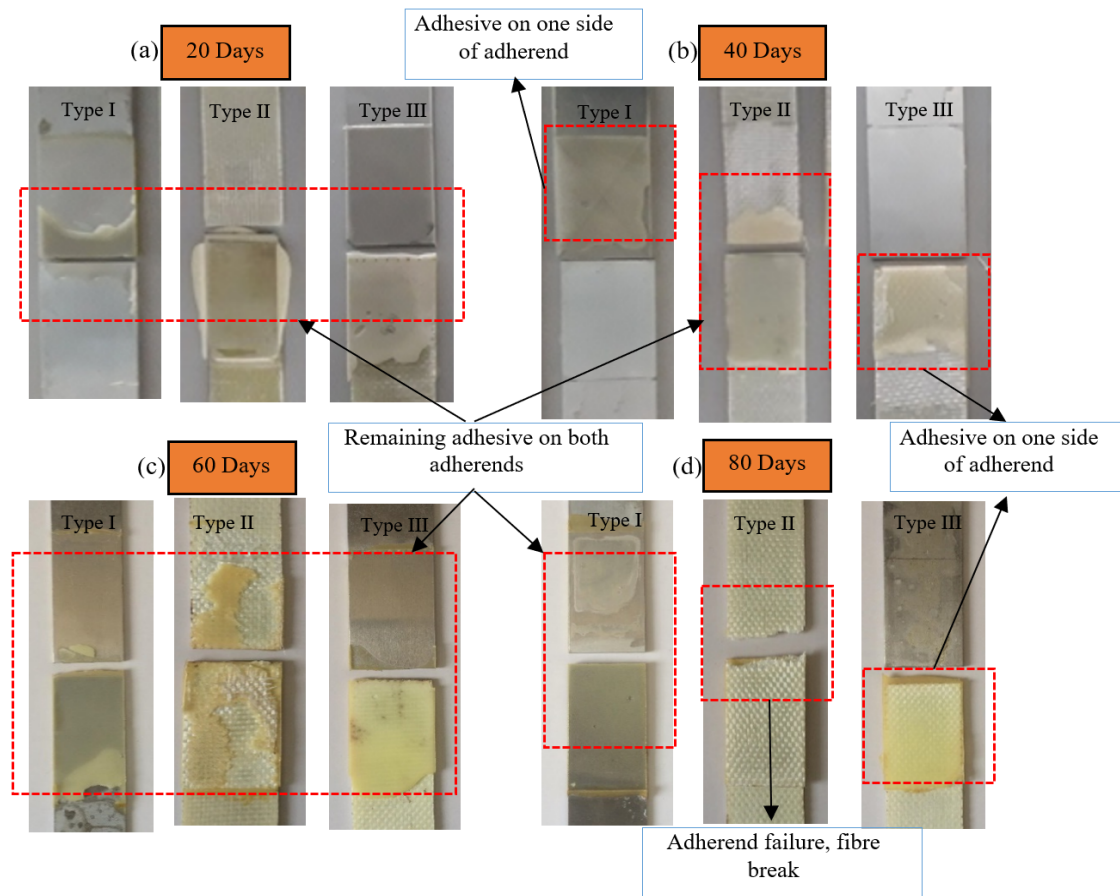 Adhesive on one side
of adherend
(a)
20 Days
(b)
40 Days
Type I
Type II
Type III
Type I
Type II
Type III
Remaining adhesive on both
adherends
Adhesive on one side
of adherend
(c)
60 Days
(d)
80 Days
Type I
Type II
Type III
Type I
Type II
Type III
Adherend failure, fibre
break